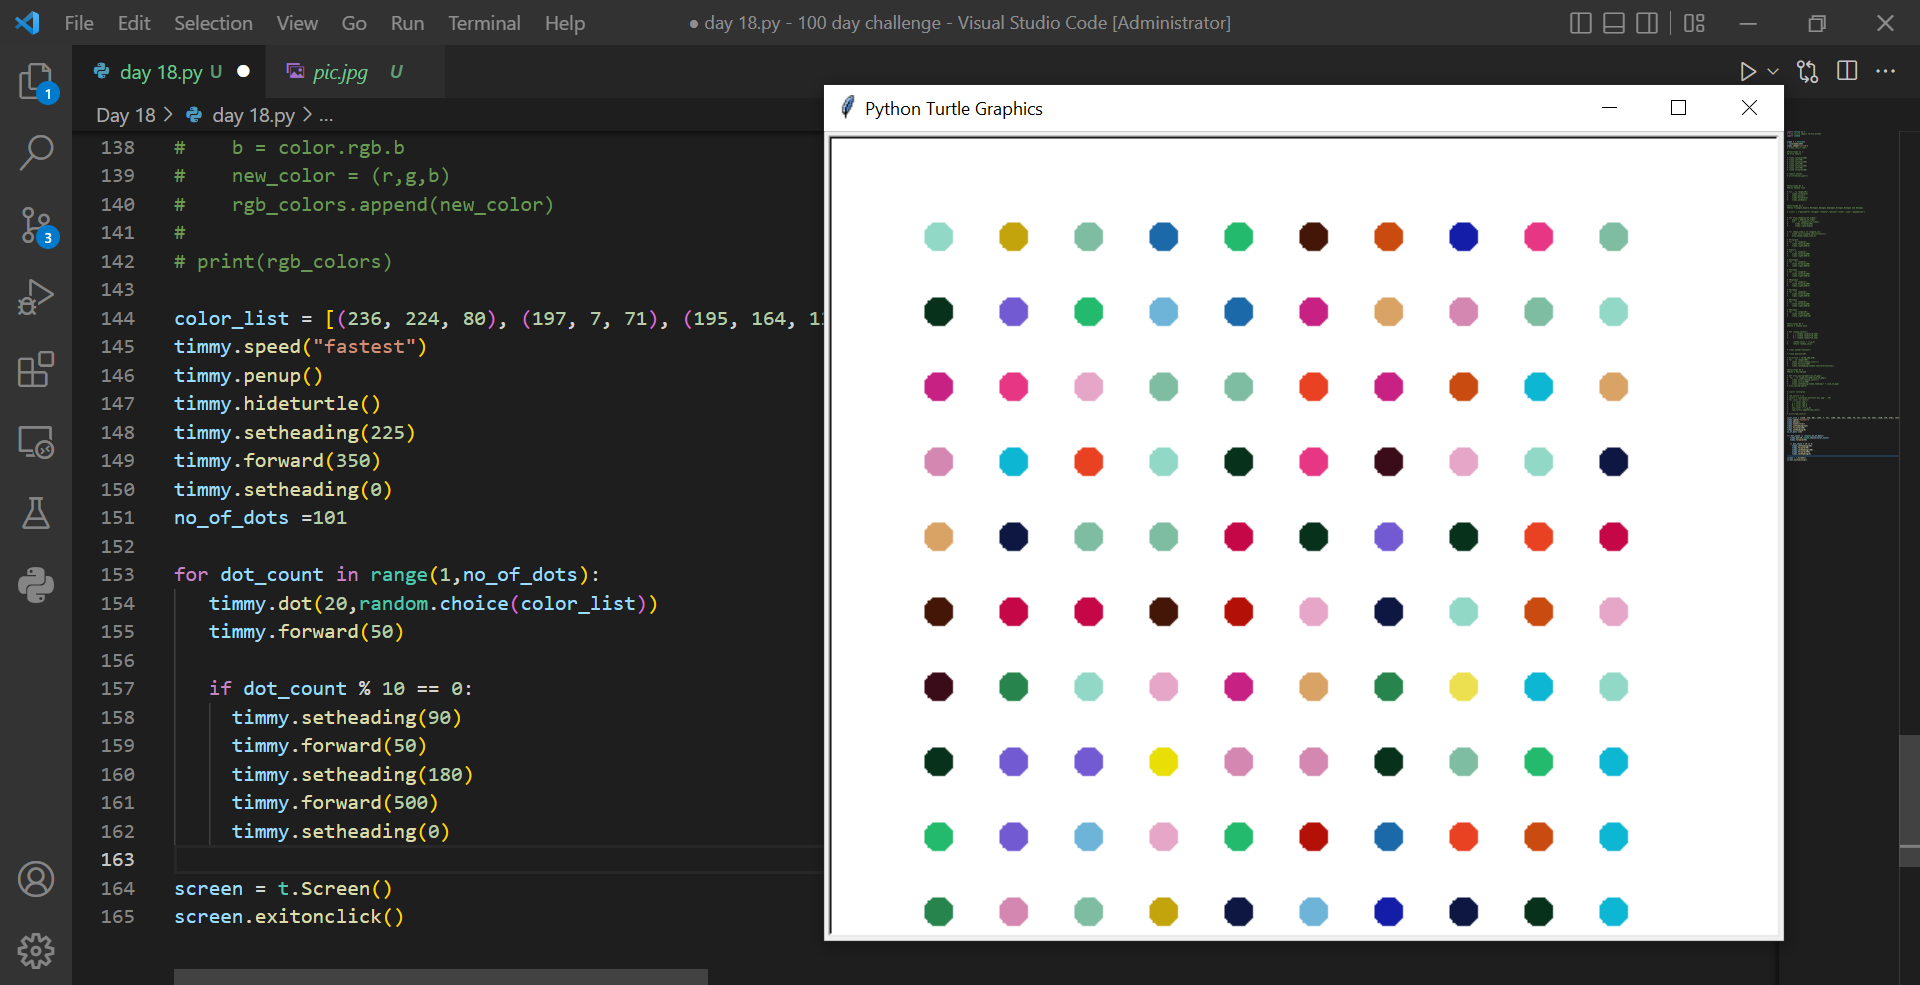 File Edit Selection View Go Run Terminal Help
● day 18.py - 100 day challenge - Visual Studio Code [Administrator]
day 18.py U ●
pic.jpg U
Day 18 > day 18.py > ...
1
3
Python Turtle Graphics
138 #    b = color.rgb.b
139 #    new_color = (r,g,b)
140 #    rgb_colors.append(new_color)
141 #
142 # print(rgb_colors)
143
144 color_list = [(236, 224, 80), (197, 7, 71), (195, 164, 1
145 timmy.speed("fastest")
146 timmy.penup()
147 timmy.hideturtle()
148 timmy.setheading(225)
149 timmy.forward(350)
150 timmy.setheading(0)
151 no_of_dots =101
152
153 for dot_count in range(1,no_of_dots):
154    timmy.dot(20,random.choice(color_list))
155    timmy.forward(50)
156
157    if dot_count % 10 == 0:
158      timmy.setheading(90)
159      timmy.forward(50)
160      timmy.setheading(180)
161      timmy.forward(500)
162      timmy.setheading(0)
163
164 screen = t.Screen()
165 screen.exitonclick()